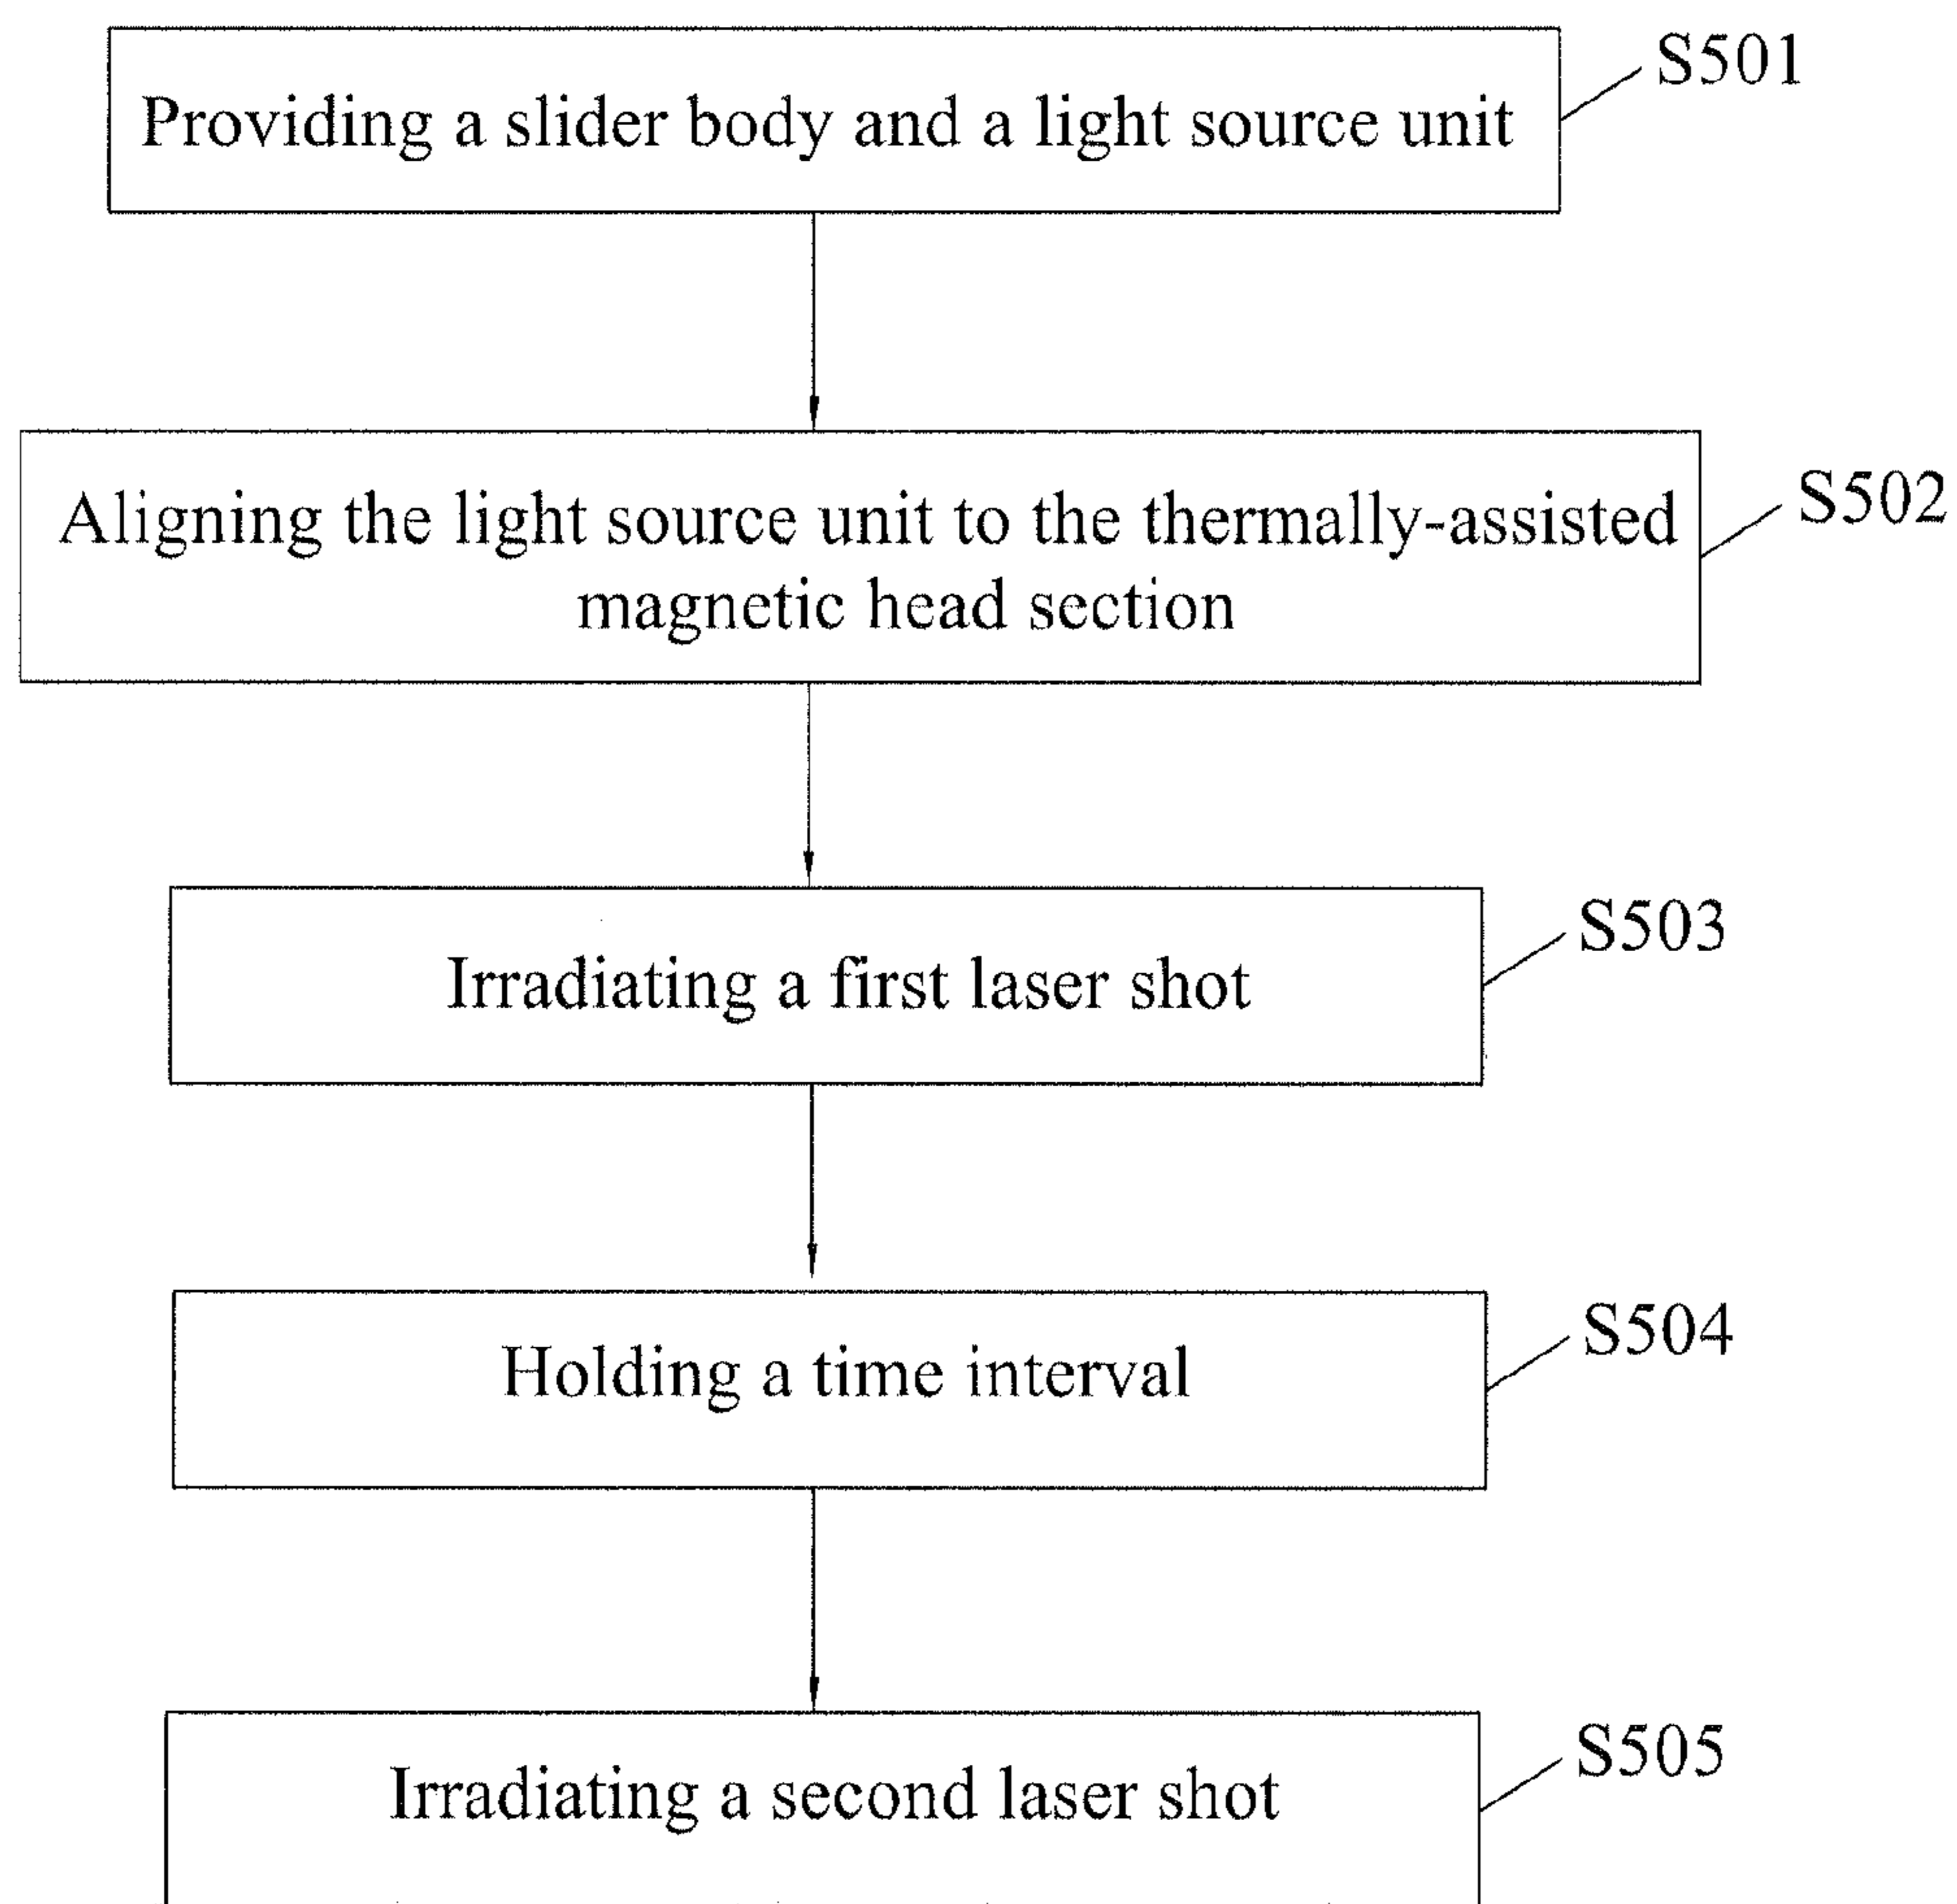 S501
Providing a slider body and a light source unit
S502
Aligning the light source unit to the thermally-assisted
magnetic head section
S503
Irradiating a first laser shot
S504
Holding a time interval
S505
Irradiating a second laser shot